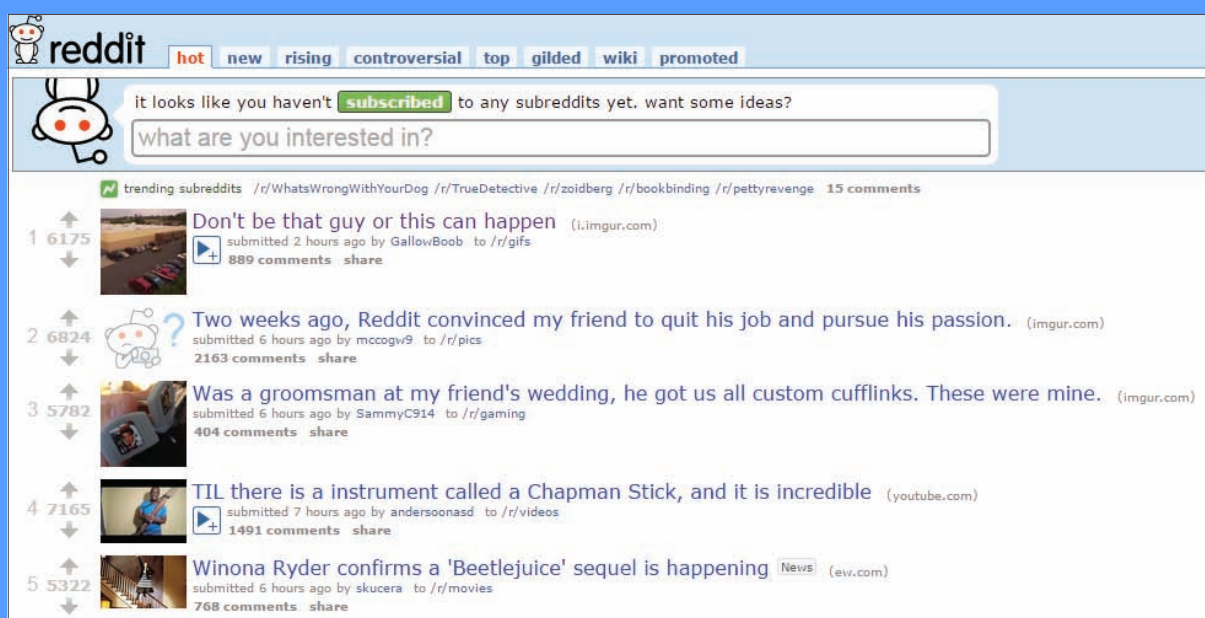 reddit hot new rising controversial top gilded wiki promoted
it looks like you haven't subscribed to any subreddits yet. want some ideas?
what are you interested in?
trending subreddits /r/WhatsWrongWithYourDog /r/TrueDetective /r/zoidberg /r/bookbinding /r/pettyrevenge 15 comments
Don't be that guy or this can happen (i.imgur.com)
1 6175 submitted 2 hours ago by GallowBoob to /r/gifs
889 comments share
Two weeks ago, Reddit convinced my friend to quit his job and pursue his passion. (imgur.com)
2 6824 submitted 6 hours ago by mccogw9 to /r/pics
2163 comments share
Was a groomsman at my friend's wedding, he got us all custom cufflinks. These were mine. (imgur.com)
3 5782 submitted 6 hours ago by SammyC914 to /r/gaming
404 comments share
TIL there is a instrument called a Chapman Stick, and it is incredible (youtube.com)
4 7165 submitted 7 hours ago by andersoonasd to /r/videos
1491 comments share
Winona Ryder confirms a 'Beetlejuice' sequel is happening News (ew.com)
5 5322 submitted 6 hours ago by skucera to /r/movies
768 comments share